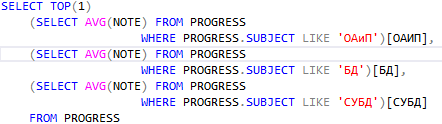 SELECT TOP(1)
(SELECT AVG(NOTE) FROM PROGRESS
WHERE PROGRESS.SUBJECT LIKE 'ОАиП')[ОАИП],
(SELECT AVG(NOTE) FROM PROGRESS
WHERE PROGRESS.SUBJECT LIKE 'БД')[БД],
(SELECT AVG(NOTE) FROM PROGRESS
WHERE PROGRESS.SUBJECT LIKE 'СУБД')[СУБД]
FROM PROGRESS